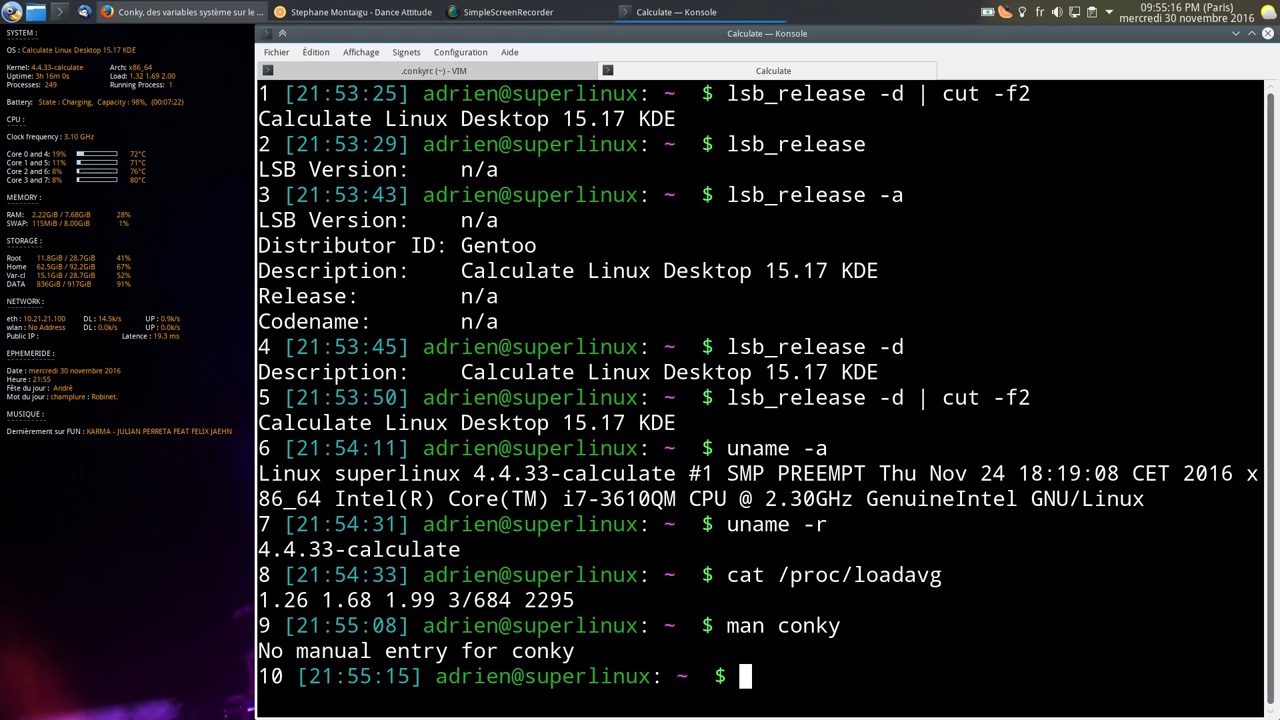 Conky, des variables système sur le ...
Stephane Montaigu - Dance Attitude
SimpleScreenRecorder
Calculate — Konsole
fr
09:55:16 PM (Paris)
mercredi 30 novembre 2016
SYSTEM :
OS : Calculate Linux Desktop 15.17 KDE
Kernel: 4.4.33-calculate Arch: x86_64
Uptime: 3h 16m 0s Load: 1.32 1.69 2.00
Processes: 249 Running Process: 1
Battery: State : Charging, Capacity : 98%, (00:07:22)
CPU :
Clock frequency : 3.10 GHz
Core 0 and 4: 19% 72°C
Core 1 and 5: 11% 71°C
Core 2 and 6: 8% 76°C
Core 3 and 7: 8% 80°C
MEMORY :
RAM: 2.22GiB / 7.68GiB 28%
SWAP: 115MiB / 8.00GiB 1%
STORAGE :
Root 11.8GiB / 28.7GiB 41%
Home 62.5GiB / 92.2GiB 67%
Var-cl 15.1GiB / 28.7GiB 52%
DATA 836GiB / 917GiB 91%
NETWORK :
eth : 10.21.21.100 DL : 14.5k/s UP : 0.9k/s
wlan : No Address DL : 0.0k/s UP : 0.0k/s
Public IP : Latence : 19.3 ms
EPHEMERIDE :
Date : mercredi 30 novembre 2016
Heure : 21:55
Fête du jour : André
Mot du jour : champlure : Robinet.
MUSIQUE :
Dernièrement sur FUN : KARMA - JULIAN PERRETA FEAT FELIX JAEHN
Calculate — Konsole
Fichier Édition Affichage Signets Configuration Aide
.conkyrc (~) - VIM
Calculate
1 [21:53:25] adrien@superlinux: ~ $ lsb_release -d | cut -f2
Calculate Linux Desktop 15.17 KDE
2 [21:53:29] adrien@superlinux: ~ $ lsb_release
LSB Version: n/a
3 [21:53:43] adrien@superlinux: ~ $ lsb_release -a
LSB Version: n/a
Distributor ID: Gentoo
Description: Calculate Linux Desktop 15.17 KDE
Release: n/a
Codename: n/a
4 [21:53:45] adrien@superlinux: ~ $ lsb_release -d
Description: Calculate Linux Desktop 15.17 KDE
5 [21:53:50] adrien@superlinux: ~ $ lsb_release -d | cut -f2
Calculate Linux Desktop 15.17 KDE
6 [21:54:11] adrien@superlinux: ~ $ uname -a
Linux superlinux 4.4.33-calculate #1 SMP PREEMPT Thu Nov 24 18:19:08 CET 2016 x
86_64 Intel(R) Core(TM) i7-3610QM CPU @ 2.30GHz GenuineIntel GNU/Linux
7 [21:54:31] adrien@superlinux: ~ $ uname -r
4.4.33-calculate
8 [21:54:33] adrien@superlinux: ~ $ cat /proc/loadavg
1.26 1.68 1.99 3/684 2295
9 [21:55:08] adrien@superlinux: ~ $ man conky
No manual entry for conky
10 [21:55:15] adrien@superlinux: ~ $